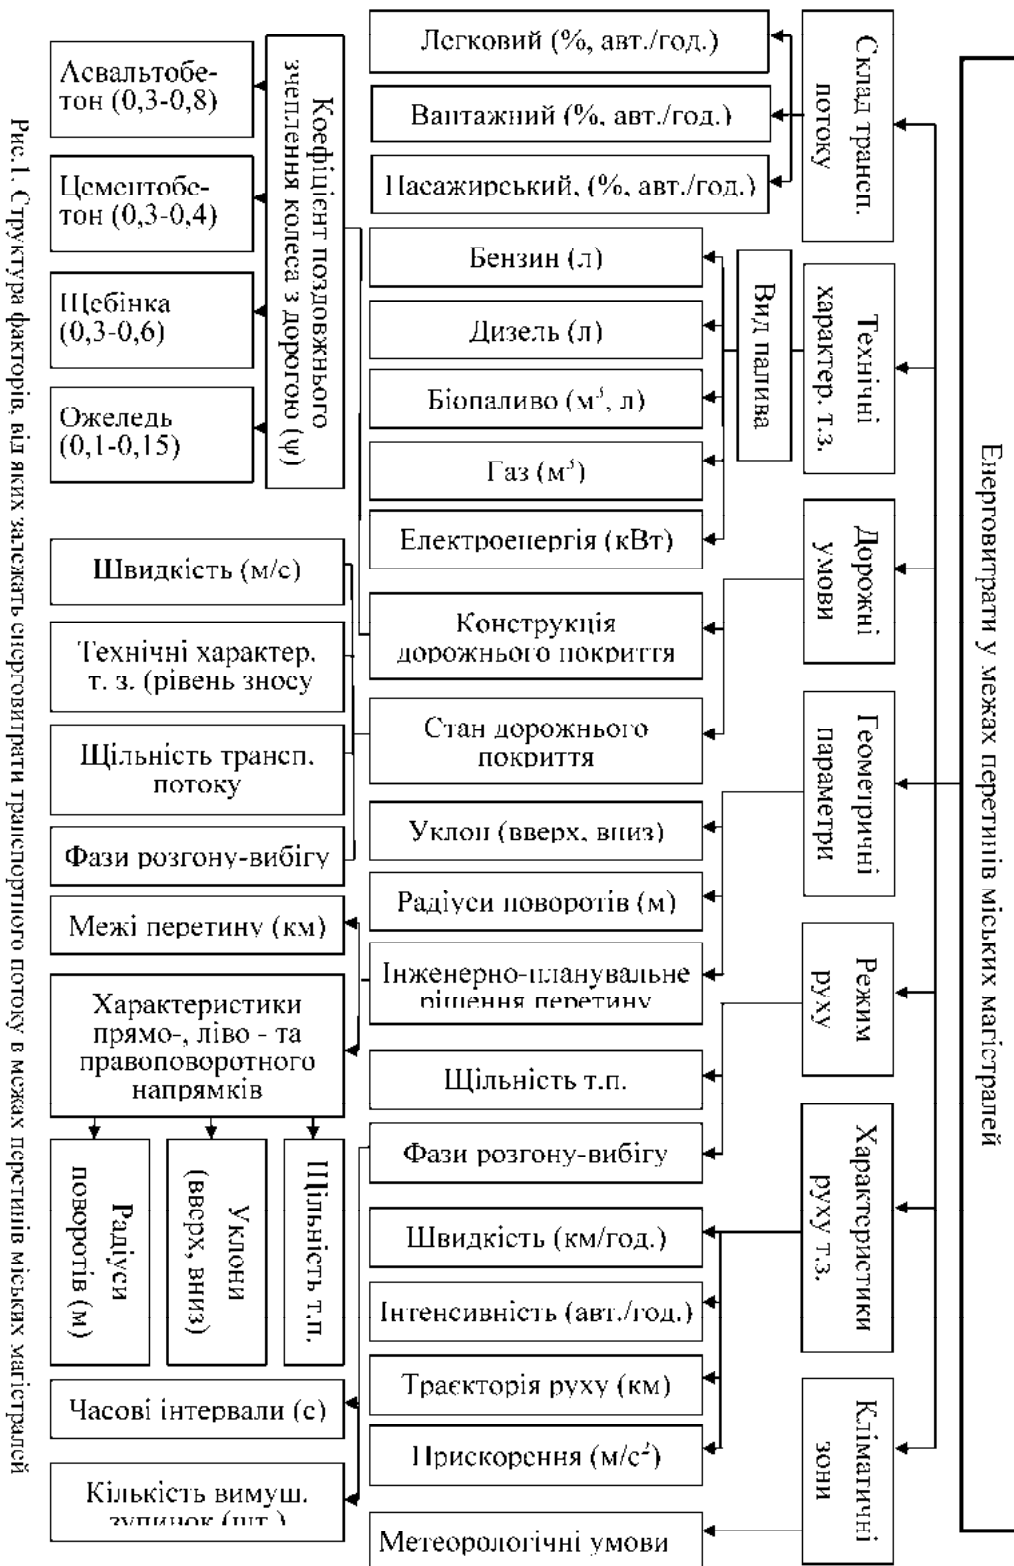 Енерговитрати у межах перетинів міських магістралей
Склад трансп.
потоку
Легковий (%, авт./год.)
Вантажний (%, авт./год.)
Пасажирський, (%, авт./год.)
Технічні
характер. т.з.
Вид палива
Бензин (л)
Дизель (л)
Біопаливо (м³, л)
Газ (м³)
Електроенергія (кВт)
Дорожні
умови
Конструкція
дорожнього покриття
Стан дорожнього
покриття
Коефіцієнт поздовжнього
зчеплення колеса з дорогою (ψ)
Асвальтобе-
тон (0,3-0,8)
Цементобе-
тон (0,3-0,4)
Щебінка
(0,3-0,6)
Ожеледь
(0,1-0,15)
Швидкість (м/с)
Технічні характер.
т. з. (рівень зносу
Щільність трансп.
потоку
Фази розгону-вибігу
Геометричні
параметри
Уклон (вверх, вниз)
Радіуси поворотів (м)
Інженерно-планувальне
рішення перетину
Межі перетину (км)
Характеристики
прямо-, ліво - та
правоповоротного
напрямків
Радіуси
поворотів (м)
Уклони
(вверх, вниз)
Щільність т.п.
Режим
руху
Щільність т.п.
Фази розгону-вибігу
Часові інтервали (с)
Кількість вимуш.
зупинок (шт.)
Характеристики
руху т.з.
Швидкість (км/год.)
Інтенсивність (авт./год.)
Траєкторія руху (км)
Прискорення (м/с²)
Кліматичні
зони
Метеорологічні умови
Рис.1. Структура факторів, від яких залежать енерговитрати транспортного потоку в межах перетинів міських магістралей